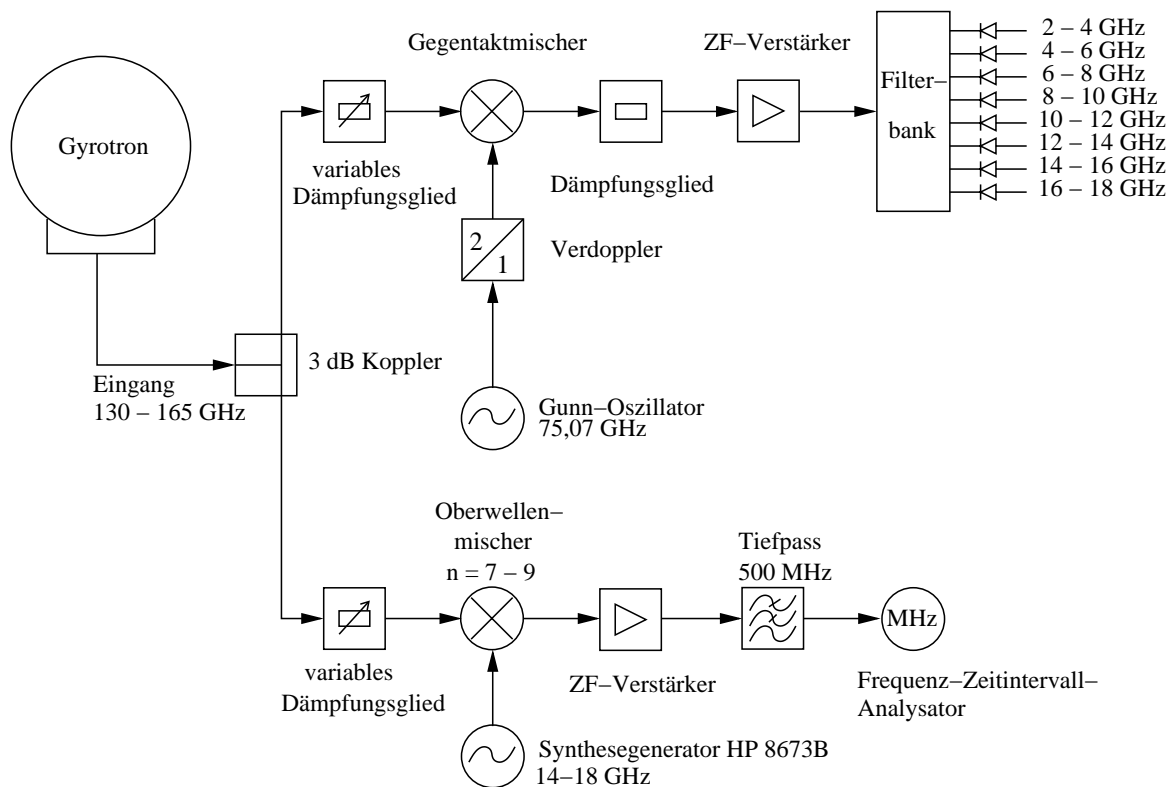 Gyrotron
Eingang
130 – 165 GHz
3 dB Koppler
variables
Dämpfungsglied
Gegentaktmischer
2
1
Verdoppler
Gunn–Oszillator
75,07 GHz
Dämpfungsglied
ZF–Verstärker
Filter–
bank
2 – 4 GHz
4 – 6 GHz
6 – 8 GHz
8 – 10 GHz
10 – 12 GHz
12 – 14 GHz
14 – 16 GHz
16 – 18 GHz
variables
Dämpfungsglied
Oberwellen–
mischer
n = 7 – 9
Synthesegenerator HP 8673B
14–18 GHz
ZF–Verstärker
Tiefpass
500 MHz
MHz
Frequenz–Zeitintervall–
Analysator